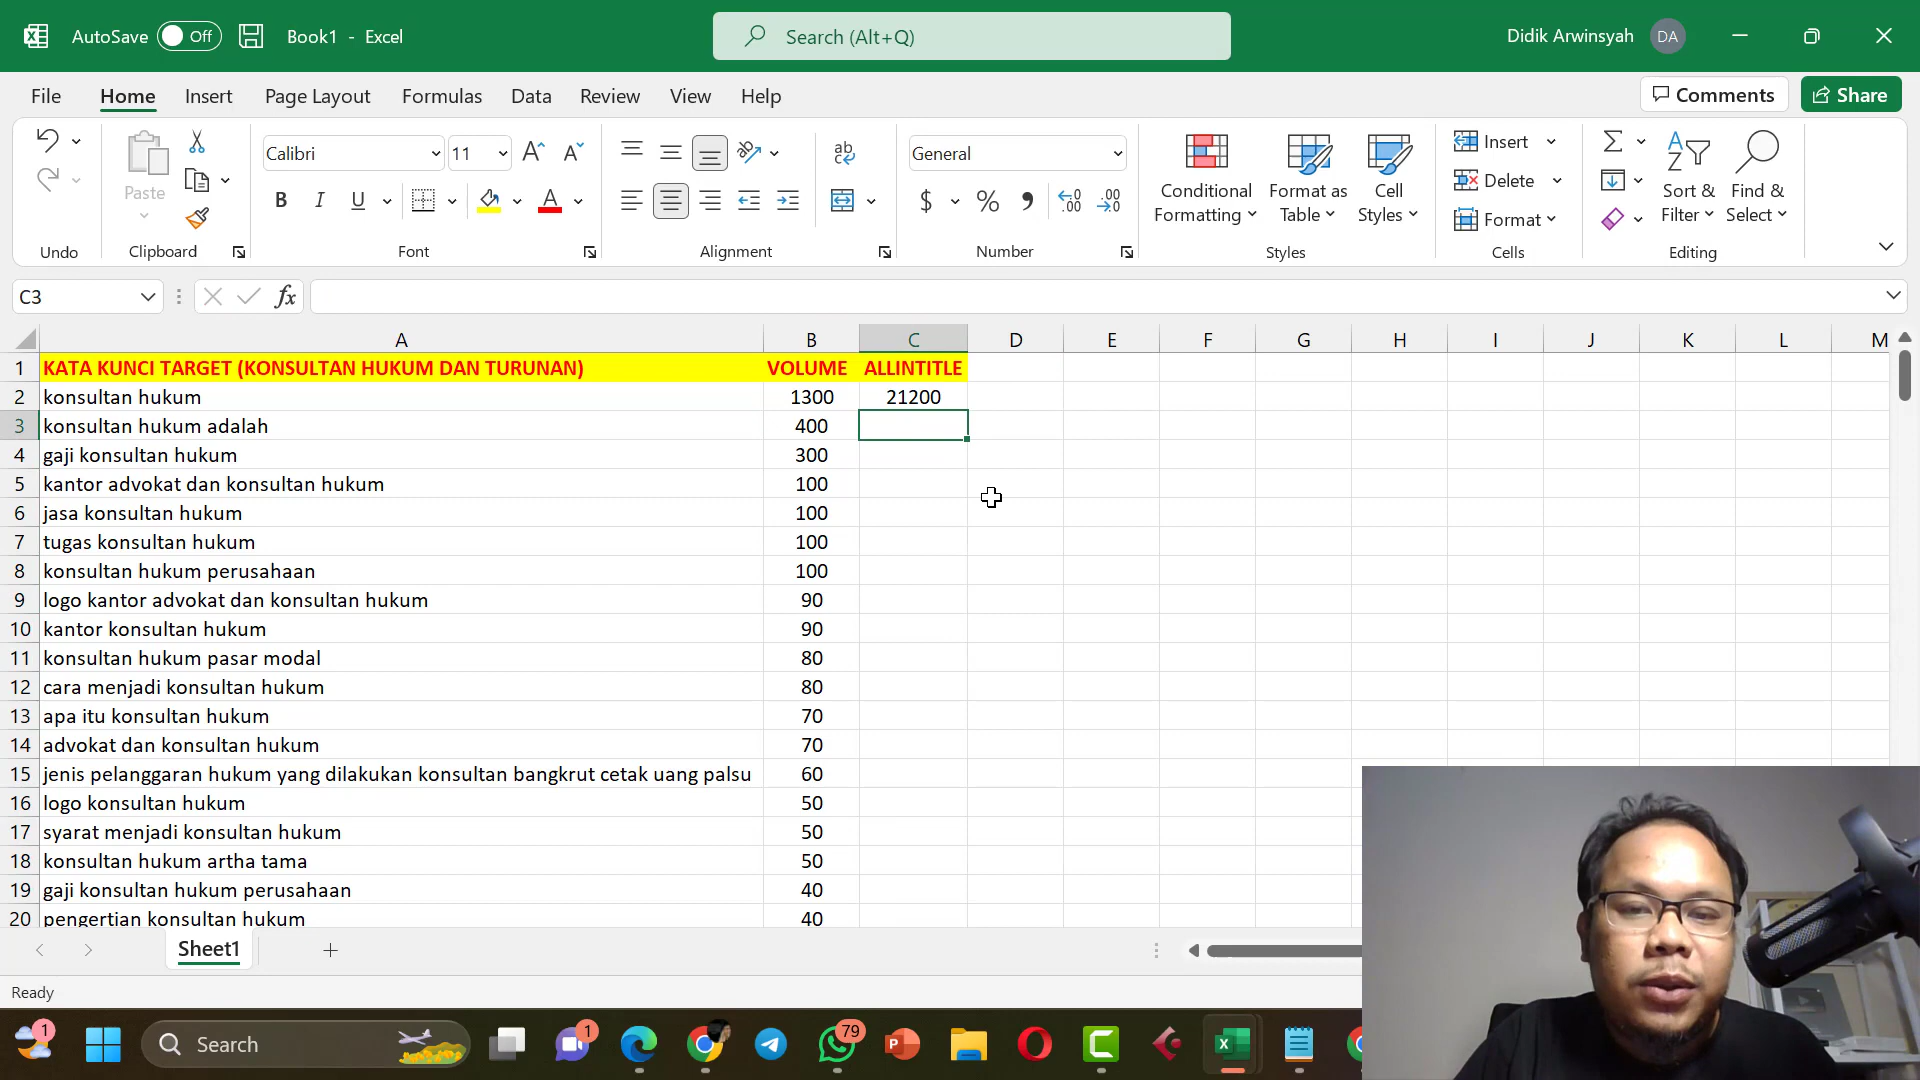 AutoSave Off Book1 - Excel Search (Alt+Q) Didik Arwinsyah DA
File Home Insert Page Layout Formulas Data Review View Help Comments Share
Calibri 11 General
Paste
B I U
ab c
$ % 9
Conditional Formatting
Format as Table
Cell Styles
Insert
Delete
Format
Sort & Filter
Find & Select
Undo Clipboard Font Alignment Number Styles Cells Editing
C3 fx
A B C D E F G H I J K L M
1 KATA KUNCI TARGET (KONSULTAN HUKUM DAN TURUNAN) VOLUME ALLINTITLE
2 konsultan hukum 1300 21200
3 konsultan hukum adalah 400
4 gaji konsultan hukum 300
5 kantor advokat dan konsultan hukum 100
6 jasa konsultan hukum 100
7 tugas konsultan hukum 100
8 konsultan hukum perusahaan 100
9 logo kantor advokat dan konsultan hukum 90
10 kantor konsultan hukum 90
11 konsultan hukum pasar modal 80
12 cara menjadi konsultan hukum 80
13 apa itu konsultan hukum 70
14 advokat dan konsultan hukum 70
15 jenis pelanggaran hukum yang dilakukan konsultan bangkrut cetak uang palsu 60
16 logo konsultan hukum 50
17 syarat menjadi konsultan hukum 50
18 konsultan hukum artha tama 50
19 gaji konsultan hukum perusahaan 40
20 pengertian konsultan hukum 40
Sheet1
Ready
1 Search 1 79